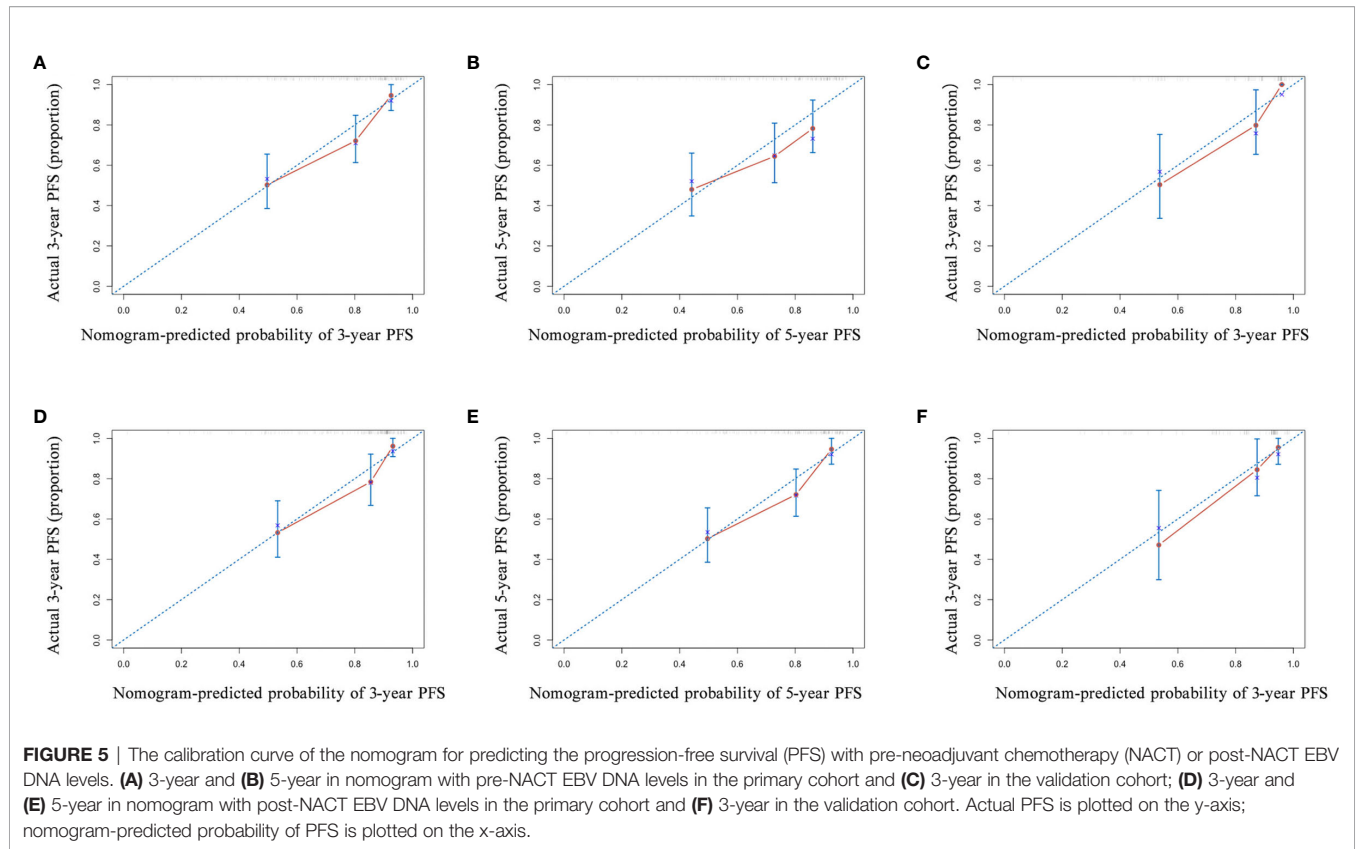 A
B
C
Actual 3-year PFS (proportion)
1.0
0.8
0.6
0.4
0.2
0.0
0.0 0.2 0.4 0.6 0.8 1.0
Nomogram-predicted probability of 3-year PFS
Actual 5-year PFS (proportion)
1.0
0.8
0.6
0.4
0.2
0.0
0.0 0.2 0.4 0.6 0.8 1.0
Nomogram-predicted probability of 5-year PFS
Actual 3-year PFS (proportion)
1.0
0.8
0.6
0.4
0.2
0.0
0.0 0.2 0.4 0.6 0.8 1.0
Nomogram-predicted probability of 3-year PFS
D
E
F
Actual 3-year PFS (proportion)
1.0
0.8
0.6
0.4
0.2
0.0
0.0 0.2 0.4 0.6 0.8 1.0
Nomogram-predicted probability of 3-year PFS
Actual 5-year PFS (proportion)
1.0
0.8
0.6
0.4
0.2
0.0
0.0 0.2 0.4 0.6 0.8 1.0
Nomogram-predicted probability of 5-year PFS
Actual 3-year PFS (proportion)
1.0
0.8
0.6
0.4
0.2
0.0
0.0 0.2 0.4 0.6 0.8 1.0
Nomogram-predicted probability of 3-year PFS
FIGURE 5 | The calibration curve of the nomogram for predicting the progression-free survival (PFS) with pre-neoadjuvant chemotherapy (NACT) or post-NACT EBV
DNA levels. (A) 3-year and (B) 5-year in nomogram with pre-NACT EBV DNA levels in the primary cohort and (C) 3-year in the validation cohort; (D) 3-year and
(E) 5-year in nomogram with post-NACT EBV DNA levels in the primary cohort and (F) 3-year in the validation cohort. Actual PFS is plotted on the y-axis;
nomogram-predicted probability of PFS is plotted on the x-axis.